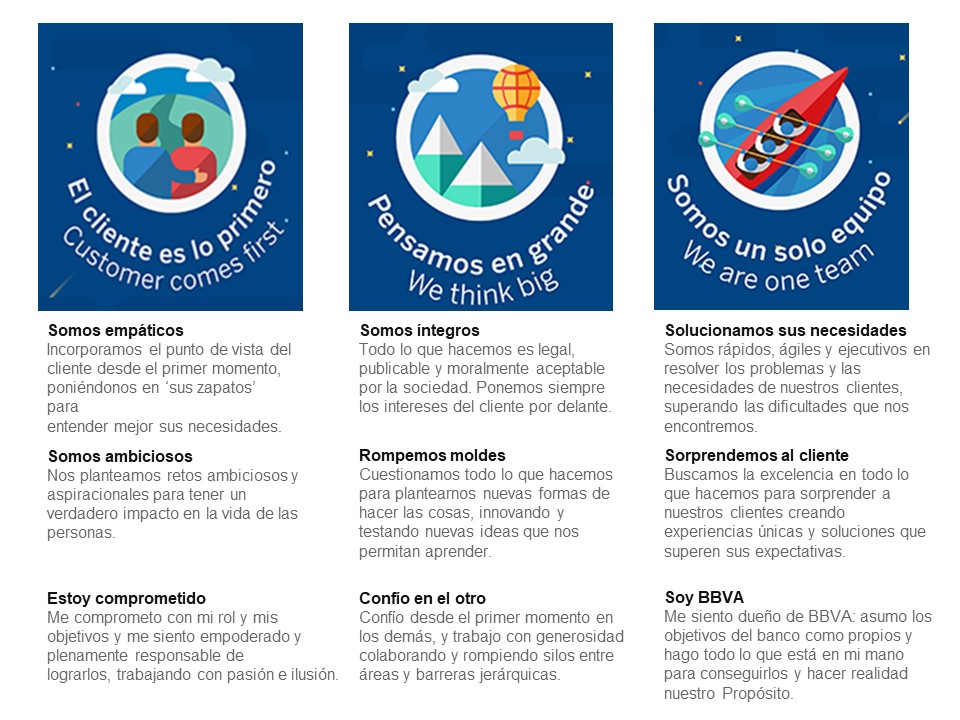 El cliente es lo primero
Customer comes first
Pensamos en grande
We think big
Somos un solo equipo
We are one team
Somos empáticos
Incorporamos el punto de vista del
cliente desde el primer momento,
poniéndonos en ‘sus zapatos’
para
entender mejor sus necesidades.
Somos íntegros
Todo lo que hacemos es legal,
publicable y moralmente aceptable
por la sociedad. Ponemos siempre
los intereses del cliente por delante.
Solucionamos sus necesidades
Somos rápidos, ágiles y ejecutivos en
resolver los problemas y las
necesidades de nuestros clientes,
superando las dificultades que nos
encontremos.
Somos ambiciosos
Nos planteamos retos ambiciosos y
aspiracionales para tener un
verdadero impacto en la vida de las
personas.
Rompemos moldes
Cuestionamos todo lo que hacemos
para plantearnos nuevas formas de
hacer las cosas, innovando y
testando nuevas ideas que nos
permitan aprender.
Sorprendemos al cliente
Buscamos la excelencia en todo lo
que hacemos para sorprender a
nuestros clientes creando
experiencias únicas y soluciones que
superen sus expectativas.
Estoy comprometido
Me comprometo con mi rol y mis
objetivos y me siento empoderado y
plenamente responsable de
lograrlos, trabajando con pasión e ilusión.
Confío en el otro
Confío desde el primer momento en
los demás, y trabajo con generosidad
colaborando y rompiendo silos entre
áreas y barreras jerárquicas.
Soy BBVA
Me siento dueño de BBVA: asumo los
objetivos del banco como propios y
hago todo lo que está en mi mano
para conseguirlos y hacer realidad
nuestro Propósito.